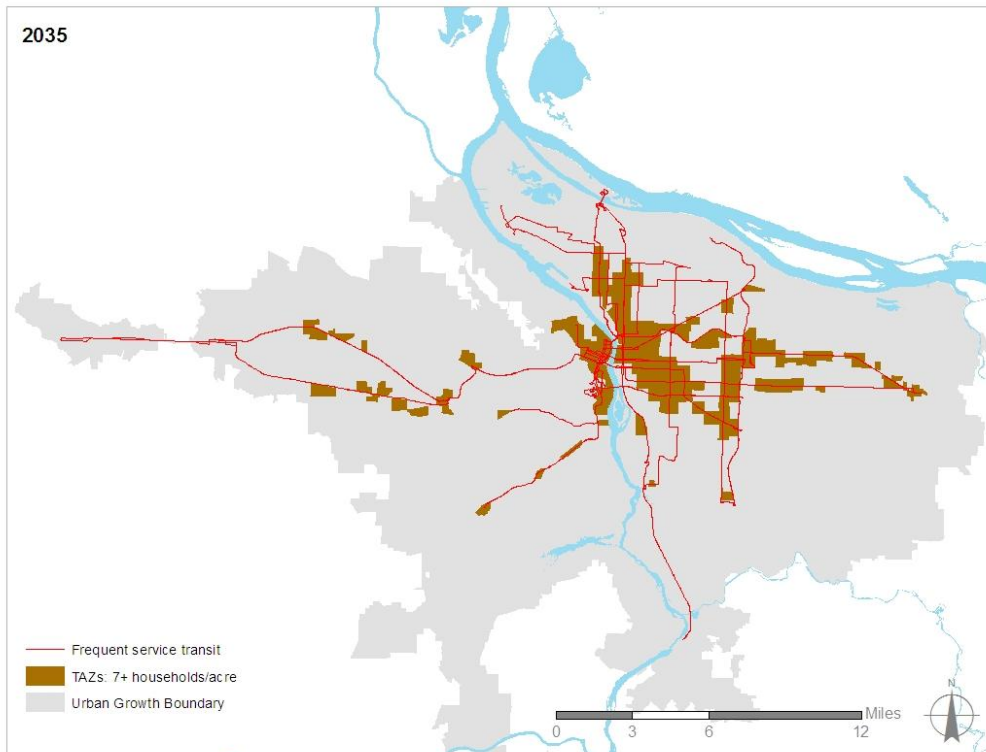 2035
Frequent service transit
TAZs: 7+ households/acre
Urban Growth Boundary
Miles
0 3 6 12
N